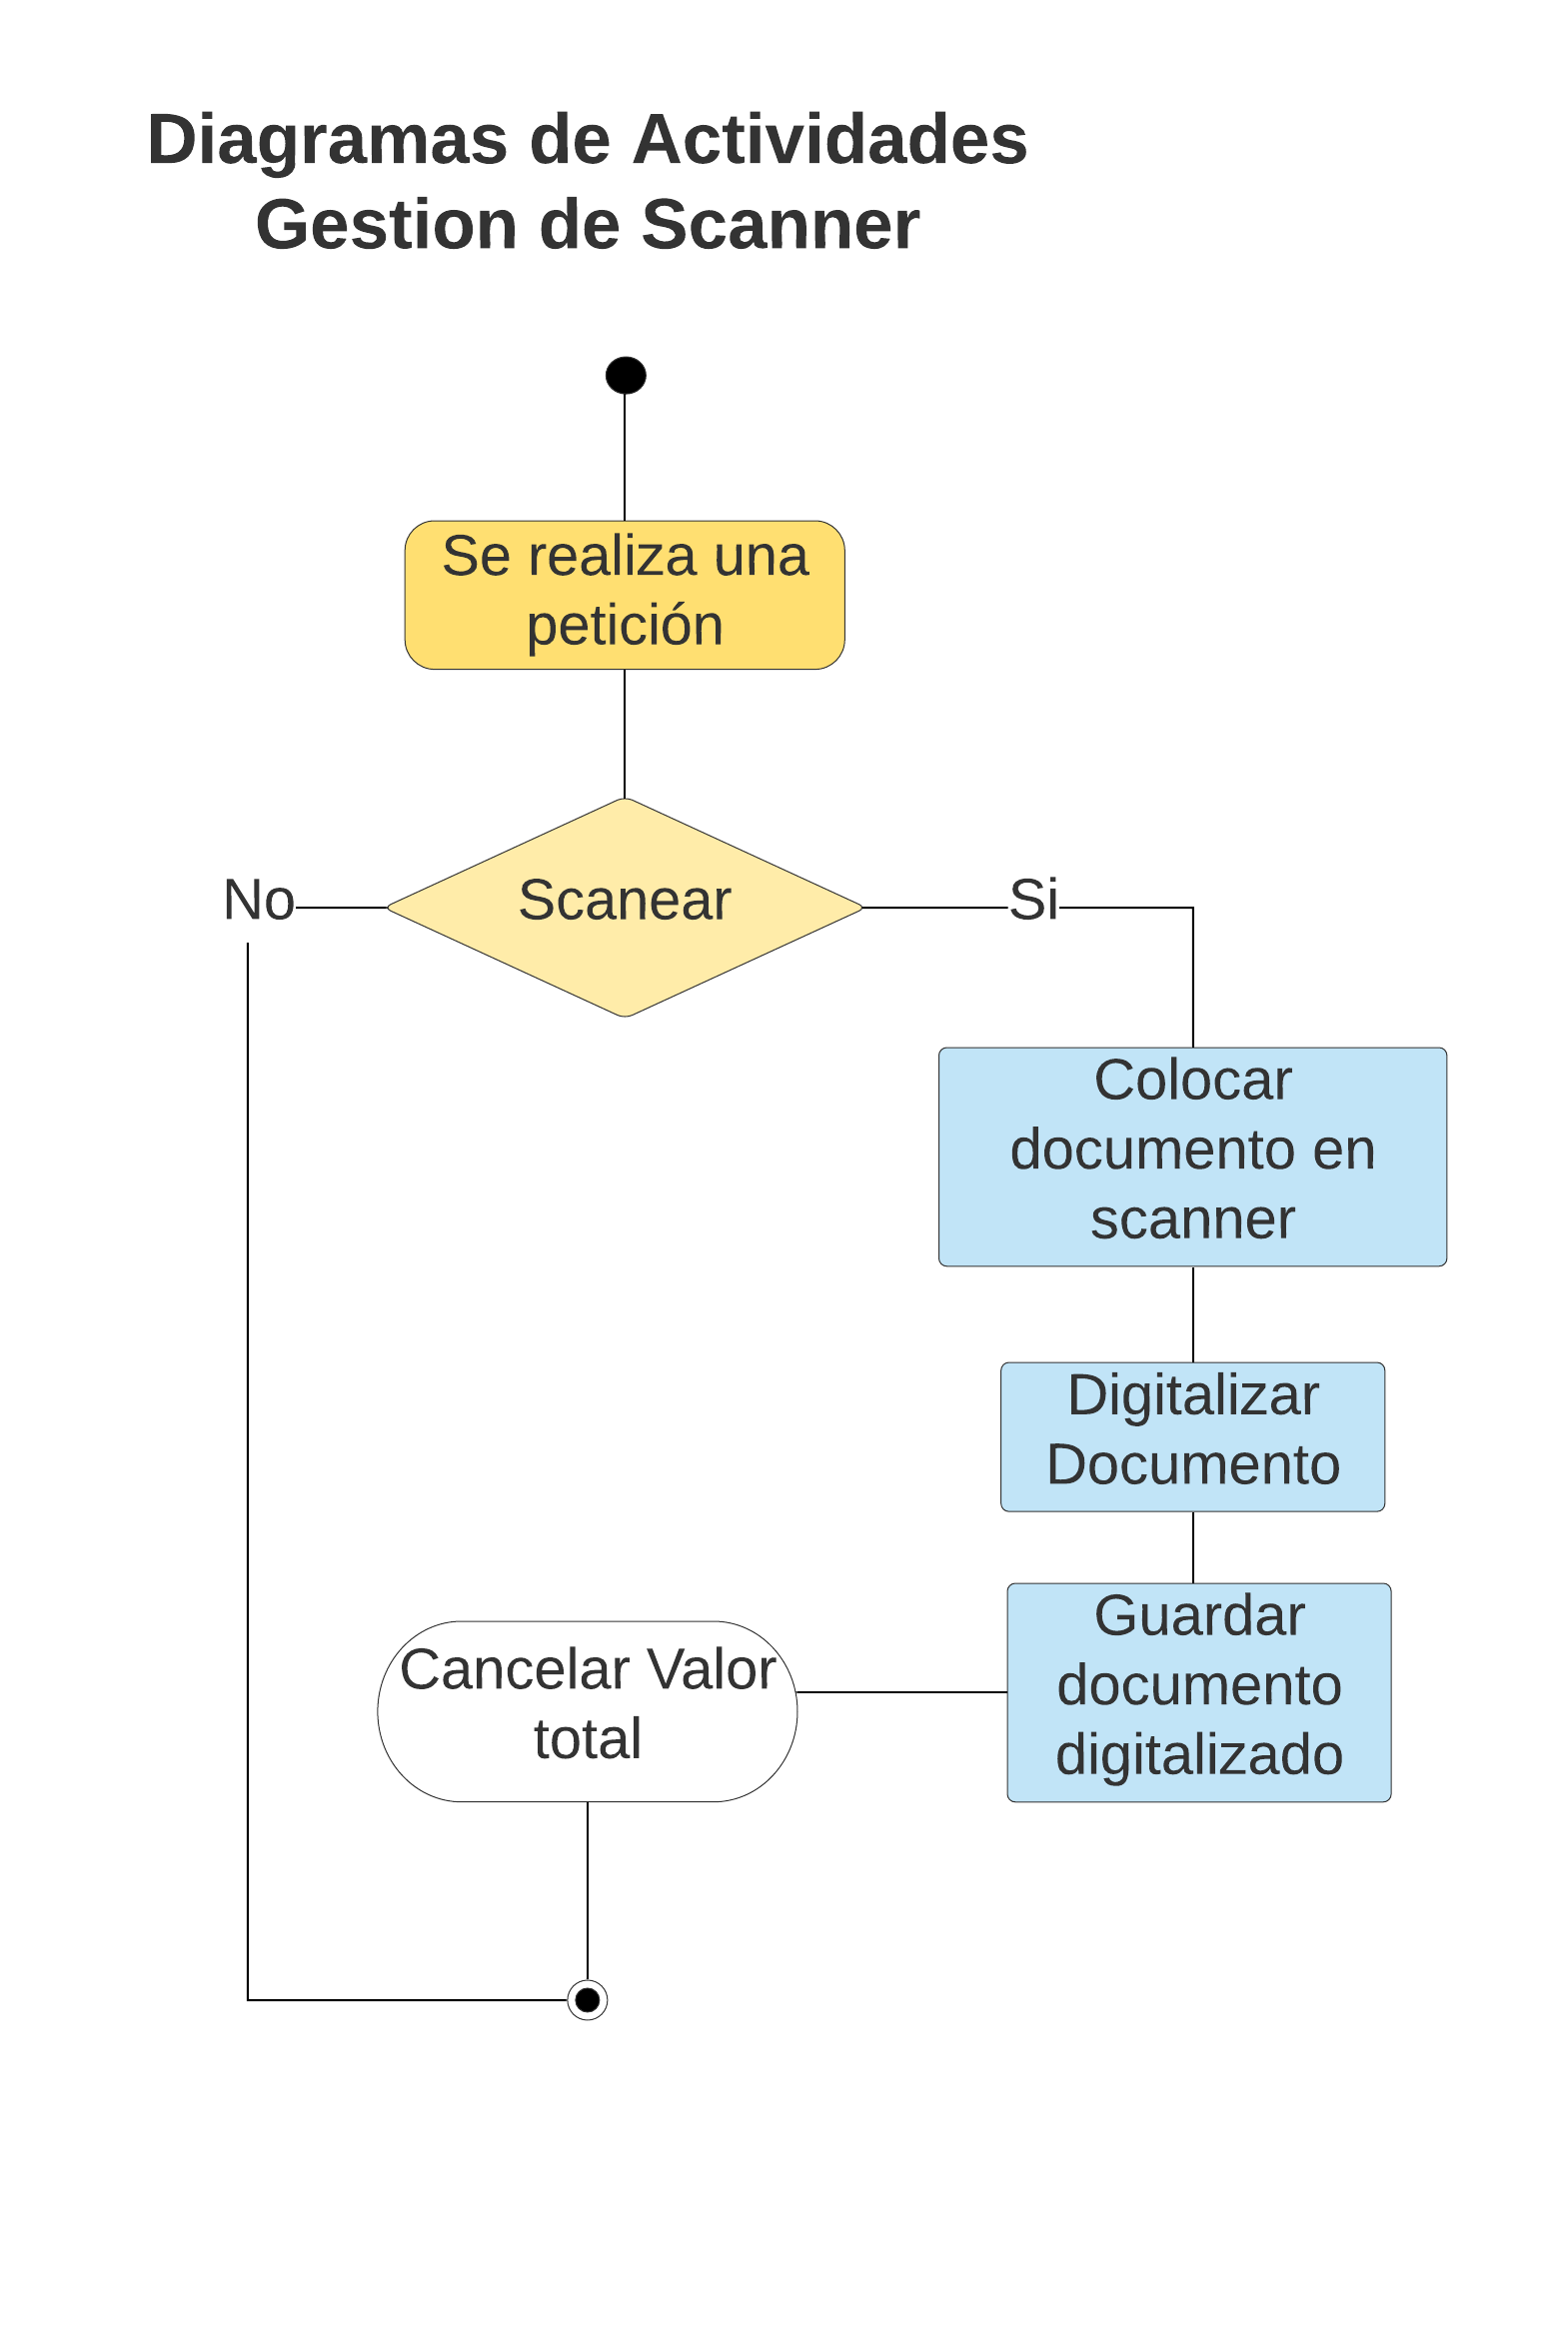 Diagramas de Actividades
Gestion de Scanner
Se realiza una
petición
No
Scanear
Si
Colocar
documento en
scanner
Digitalizar
Documento
Guardar
documento
digitalizado
Cancelar Valor
total